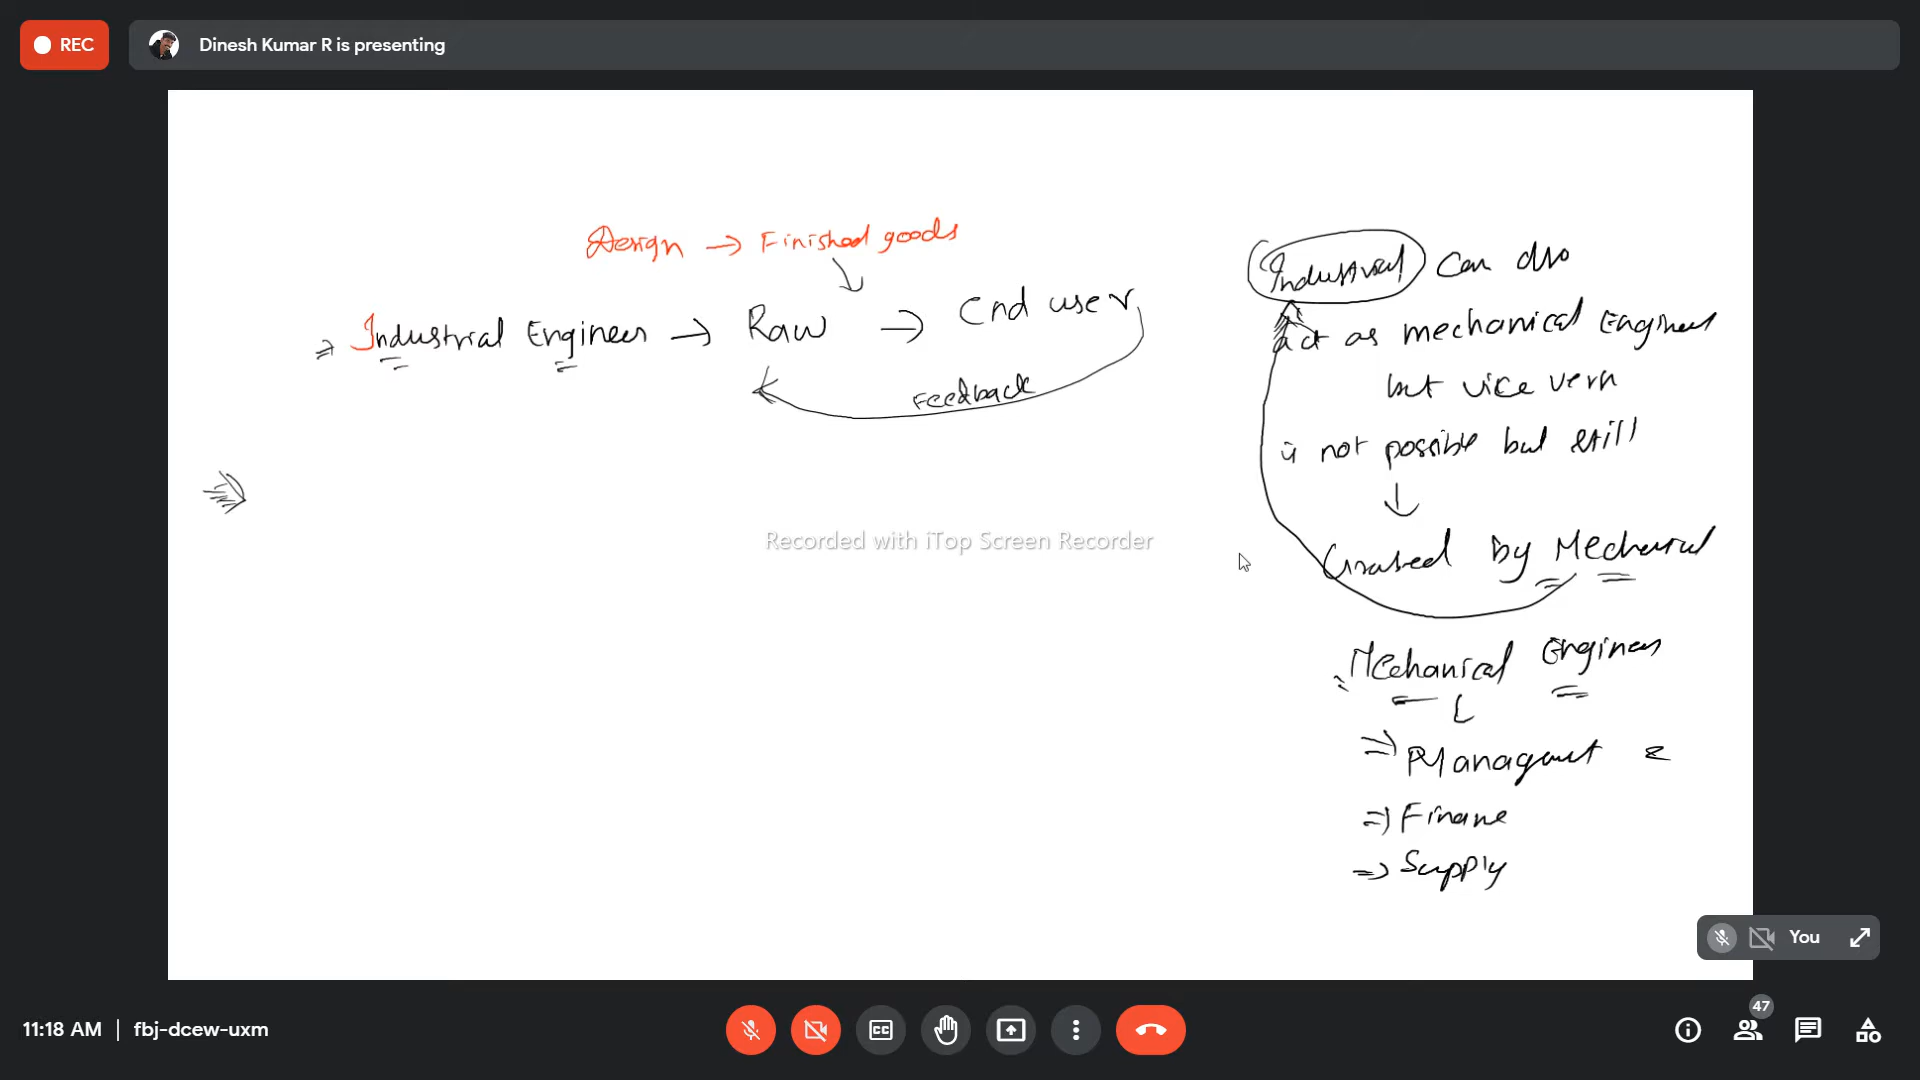 REC
Dinesh Kumar R is presenting
Design → Finished goods
⇒ Industrial Engineer → Raw → End user
Feedback
Industrial can also
act as mechanical Engineer
but vice versa
is not possible but still
↓
by Mechanical
Mechanical Engineer
⇒ Management &
⇒ Finance
⇒ Supply
Recorded with iTop Screen Recorder
You
11:18 AM | fbj-dcew-uxm
CC
47